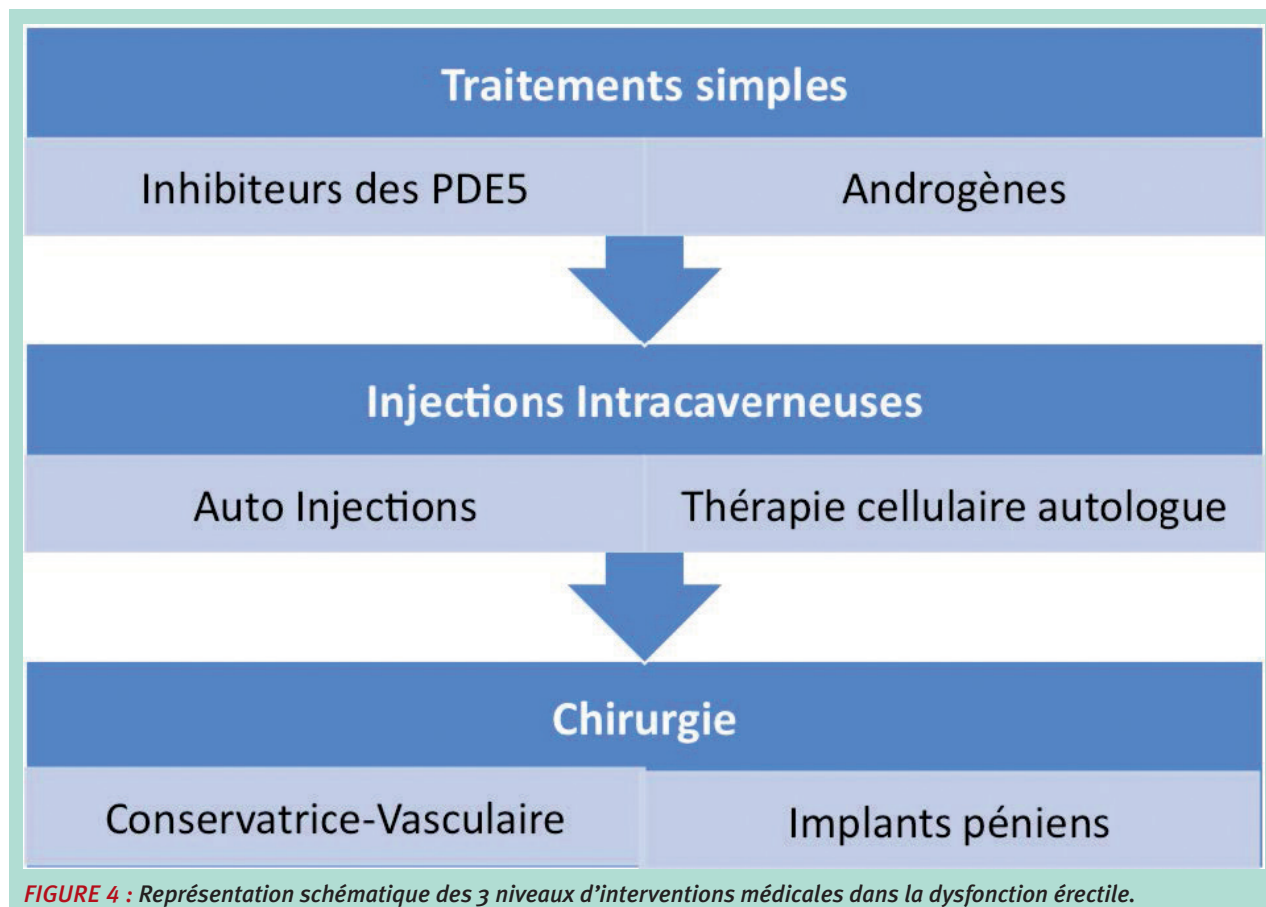 Traitements simples
Inhibiteurs des PDE5
Androgènes
Injections Intracaverneuses
Auto Injections
Thérapie cellulaire autologue
Chirurgie
Conservatrice-Vasculaire
Implants péniens
FIGURE 4 : Représentation schématique des 3 niveaux d’interventions médicales dans la dysfonction érectile.